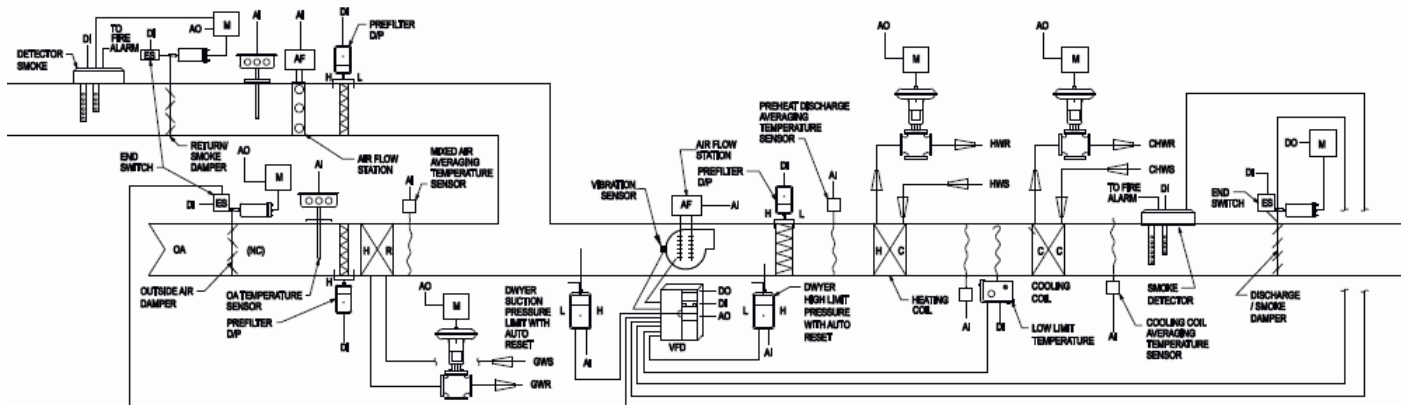 DETECTOR
SMOKE
DI
TO
FIRE
ALARM
DI
ES
AO
M
AI
AI
AF
DI
PREFILTER
D/P
H
L
END
SWITCH
RETURN/
SMOKE
DAMPER
AIR FLOW
STATION
MIXED AIR
AVERAGING
TEMPERATURE
SENSOR
AO
M
DI
ES
AI
AI
OA
(NC)
H
R
OUTSIDE AIR
DAMPER
OA TEMPERATURE
SENSOR
PREFILTER
D/P
H
DI
AO
M
GWS
GWR
DWYER
SUCTION
PRESSURE
LIMIT WITH
AUTO
RESET
L
H
AI
VIBRATION
SENSOR
AIR FLOW
STATION
AF
AI
DO
DI
AO
VFD
PREFILTER
D/P
DI
H
L
L
H
AI
DWYER
HIGH LIMIT
PRESSURE
WITH AUTO
RESET
PREHEAT DISCHARGE
AVERAGING
TEMPERATURE
SENSOR
AI
AO
M
HWR
HWS
H
C
HEATING
COIL
AI
DI
LOW LIMIT
TEMPERATURE
AO
M
CHWR
CHWS
C
C
COOLING
COIL
AI
COOLING COIL
AVERAGING
TEMPERATURE
SENSOR
TO FIRE
ALARM
DI
SMOKE
DETECTOR
END
SWITCH
DI
ES
DO
M
DISCHARGE
/ SMOKE
DAMPER